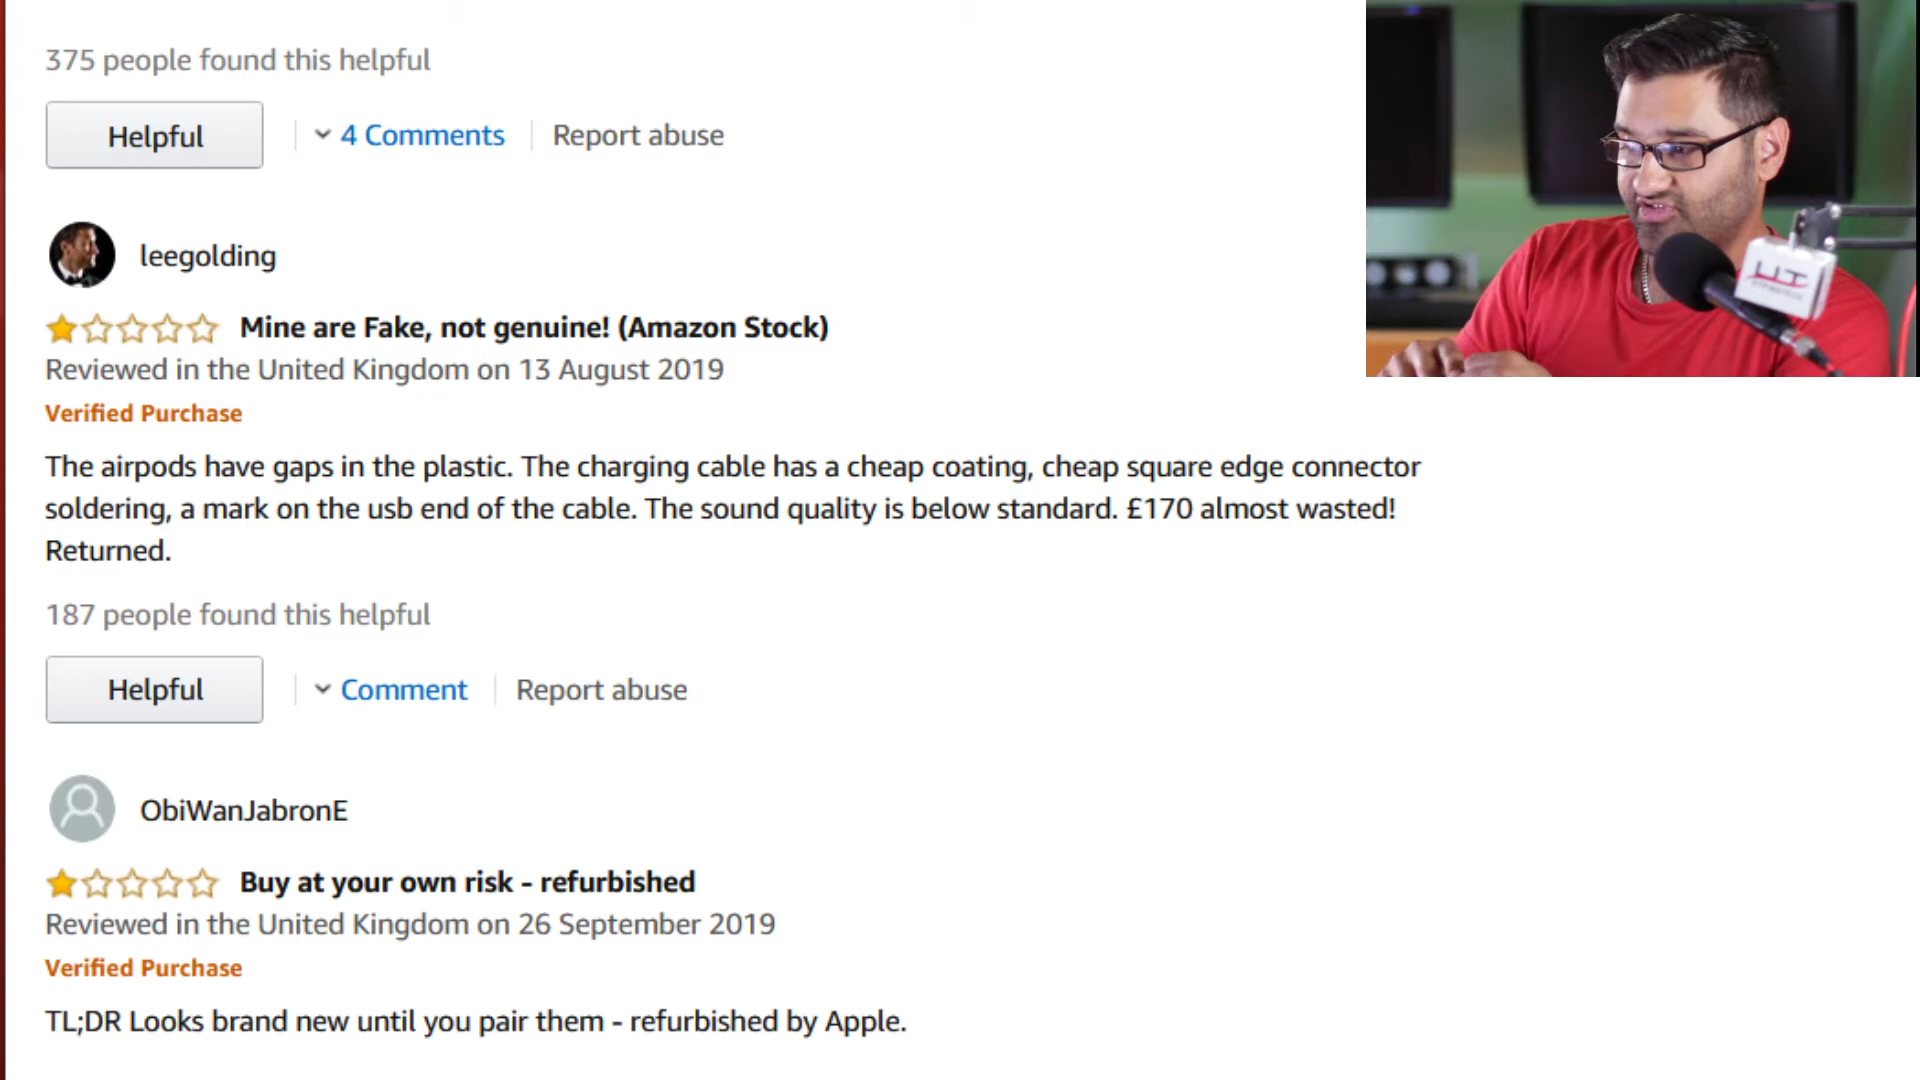 375 people found this helpful
Helpful
4 Comments
Report abuse
leegolding
Mine are Fake, not genuine! (Amazon Stock)
Reviewed in the United Kingdom on 13 August 2019
Verified Purchase
The airpods have gaps in the plastic. The charging cable has a cheap coating, cheap square edge connector
soldering, a mark on the usb end of the cable. The sound quality is below standard. £170 almost wasted!
Returned.
187 people found this helpful
Helpful
Comment
Report abuse
ObiWanJabronE
Buy at your own risk - refurbished
Reviewed in the United Kingdom on 26 September 2019
Verified Purchase
TL;DR Looks brand new until you pair them - refurbished by Apple.